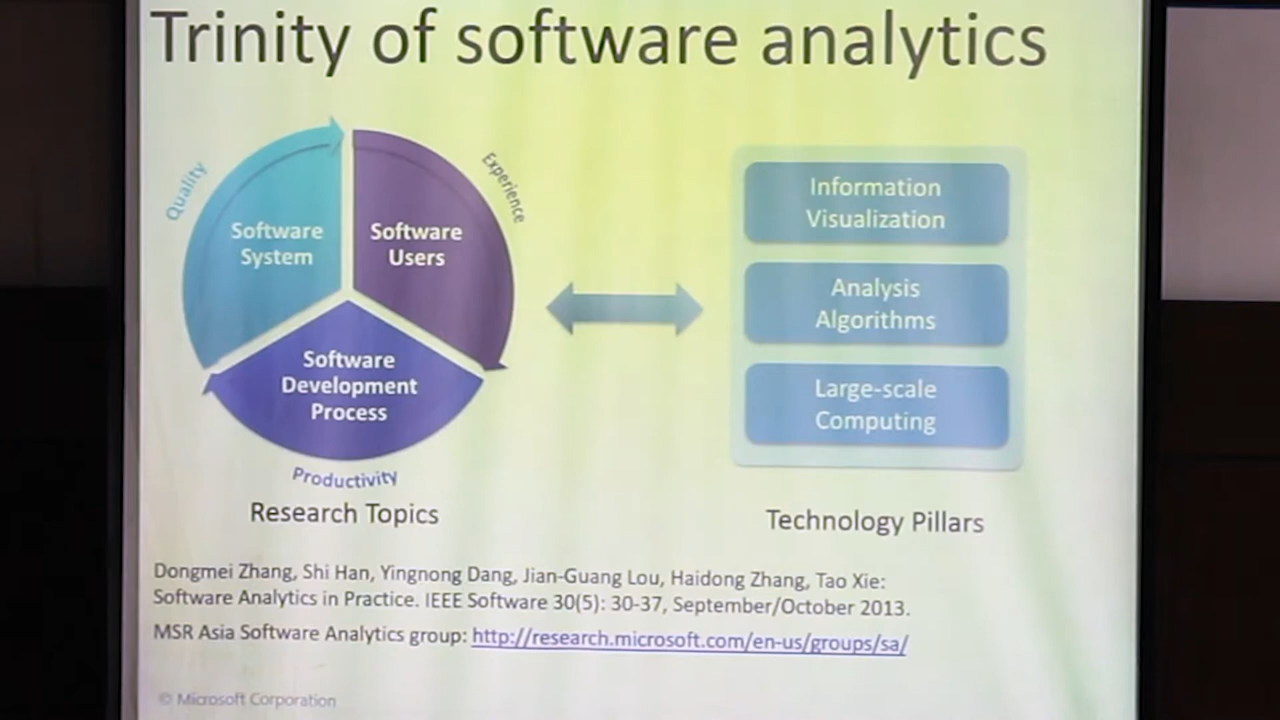 Trinity of software analytics
Quality
Experience
Software
System
Software
Users
Software
Development
Process
Productivity
Research Topics
Information
Visualization
Analysis
Algorithms
Large-scale
Computing
Technology Pillars
Dongmei Zhang, Shi Han, Yingnong Dang, Jian-Guang Lou, Haidong Zhang, Tao Xie:
Software Analytics in Practice. IEEE Software 30(5): 30-37, September/October 2013.
MSR Asia Software Analytics group: http://research.microsoft.com/en-us/groups/sa/
© Microsoft Corporation